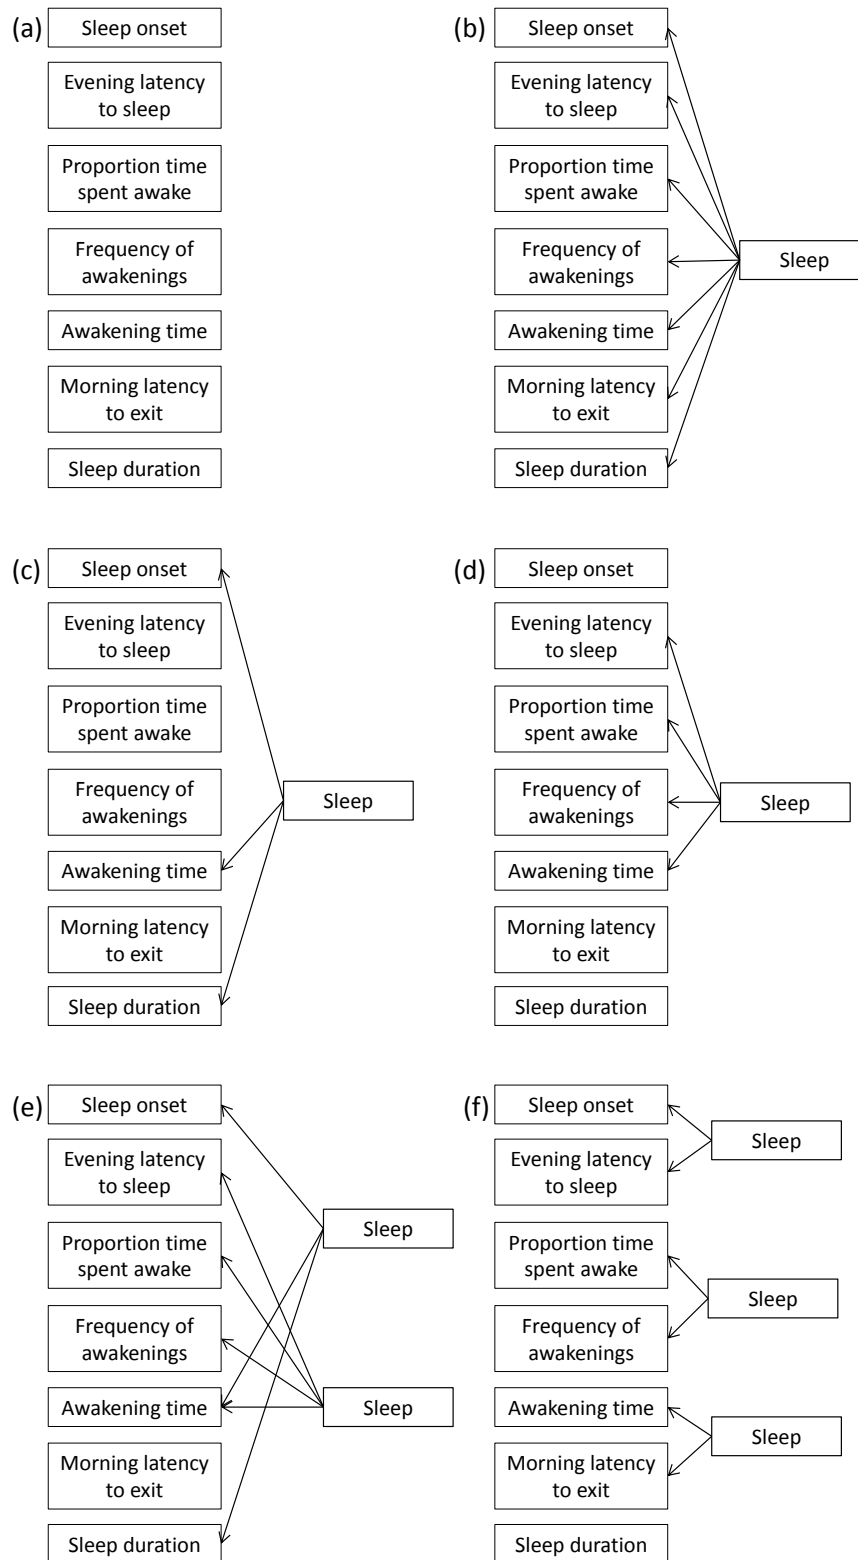 (a)
Sleep onset
Evening latency
to sleep
Proportion time
spent awake
Frequency of
awakenings
Awakening time
Morning latency
to exit
Sleep duration
(b)
Sleep onset
Evening latency
to sleep
Proportion time
spent awake
Frequency of
awakenings
Awakening time
Morning latency
to exit
Sleep duration
Sleep
(c)
Sleep onset
Evening latency
to sleep
Proportion time
spent awake
Frequency of
awakenings
Awakening time
Morning latency
to exit
Sleep duration
Sleep
(d)
Sleep onset
Evening latency
to sleep
Proportion time
spent awake
Frequency of
awakenings
Awakening time
Morning latency
to exit
Sleep duration
Sleep
(e)
Sleep onset
Evening latency
to sleep
Proportion time
spent awake
Frequency of
awakenings
Awakening time
Morning latency
to exit
Sleep duration
Sleep
Sleep
(f)
Sleep onset
Evening latency
to sleep
Proportion time
spent awake
Frequency of
awakenings
Awakening time
Morning latency
to exit
Sleep duration
Sleep
Sleep
Sleep